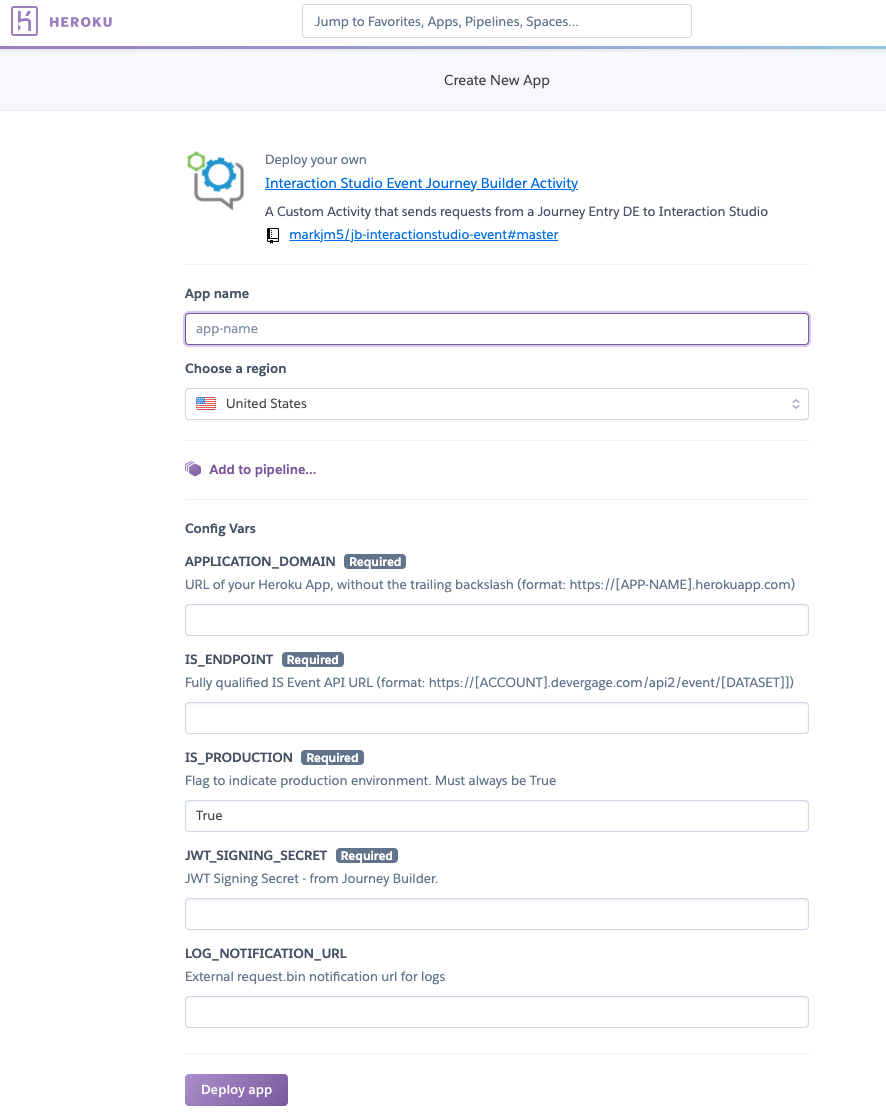 HEROKU
Jump to Favorites, Apps, Pipelines, Spaces...
Create New App
Deploy your own
Interaction Studio Event Journey Builder Activity
A Custom Activity that sends requests from a Journey Entry DE to Interaction Studio
markjm5/jb-interactionstudio-event#master
App name
app-name
Choose a region
United States
Add to pipeline...
Config Vars
APPLICATION_DOMAIN Required
URL of your Heroku App, without the trailing backslash (format: https://[APP-NAME].herokuapp.com)
IS_ENDPOINT Required
Fully qualified IS Event API URL (format: https://[ACCOUNT].devergage.com/api2/event/[DATASET]])
IS_PRODUCTION Required
Flag to indicate production environment. Must always be True
True
JWT_SIGNING_SECRET Required
JWT Signing Secret - from Journey Builder.
LOG_NOTIFICATION_URL
External request.bin notification url for logs
Deploy app